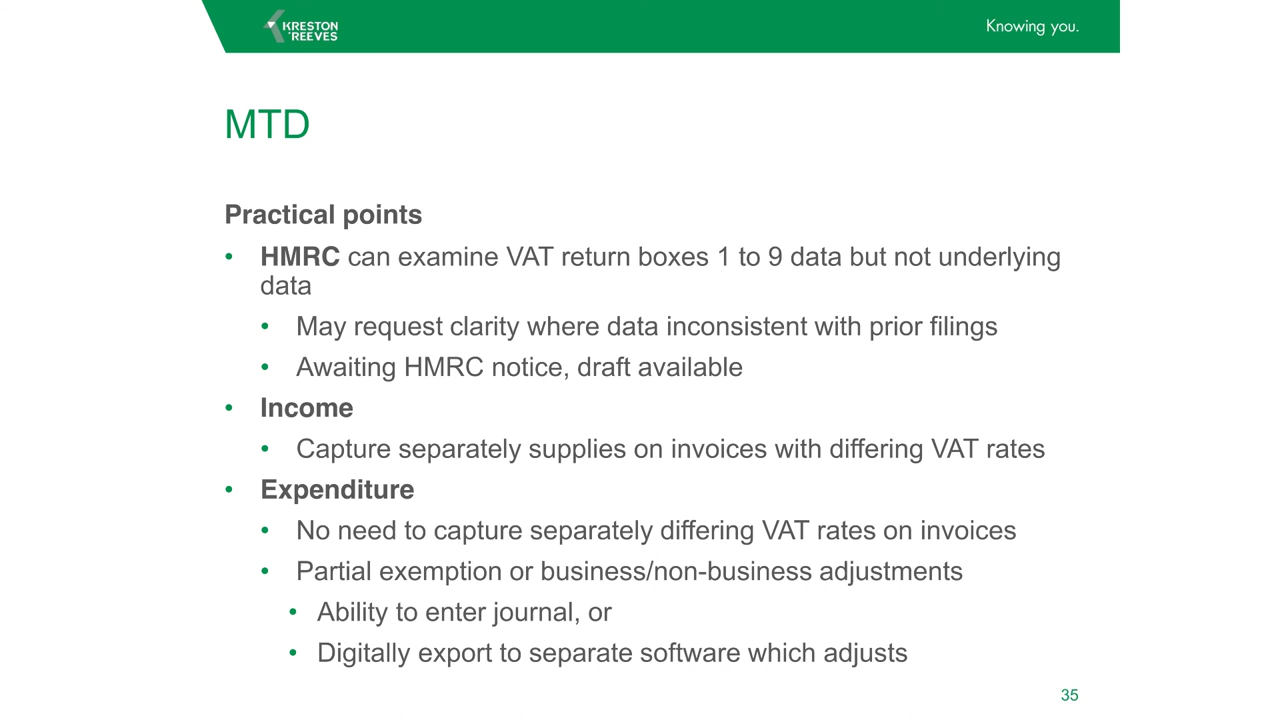 KRESTON
REEVES
Knowing you.
MTD
Practical points
• HMRC can examine VAT return boxes 1 to 9 data but not underlying
data
• May request clarity where data inconsistent with prior filings
• Awaiting HMRC notice, draft available
• Income
• Capture separately supplies on invoices with differing VAT rates
• Expenditure
• No need to capture separately differing VAT rates on invoices
• Partial exemption or business/non-business adjustments
• Ability to enter journal, or
• Digitally export to separate software which adjusts
35